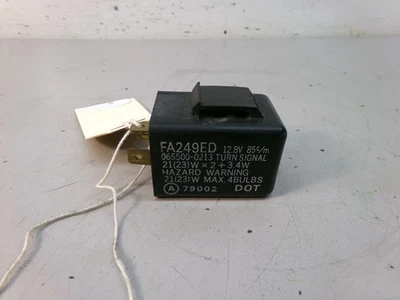 FA249ED 12.8V 85c/m
065500-0213 TURN SIGNAL
21(23)W × 2 + 3.4W
HAZARD WARNING
21(23)W MAX. 4BULBS
A 79002 DOT